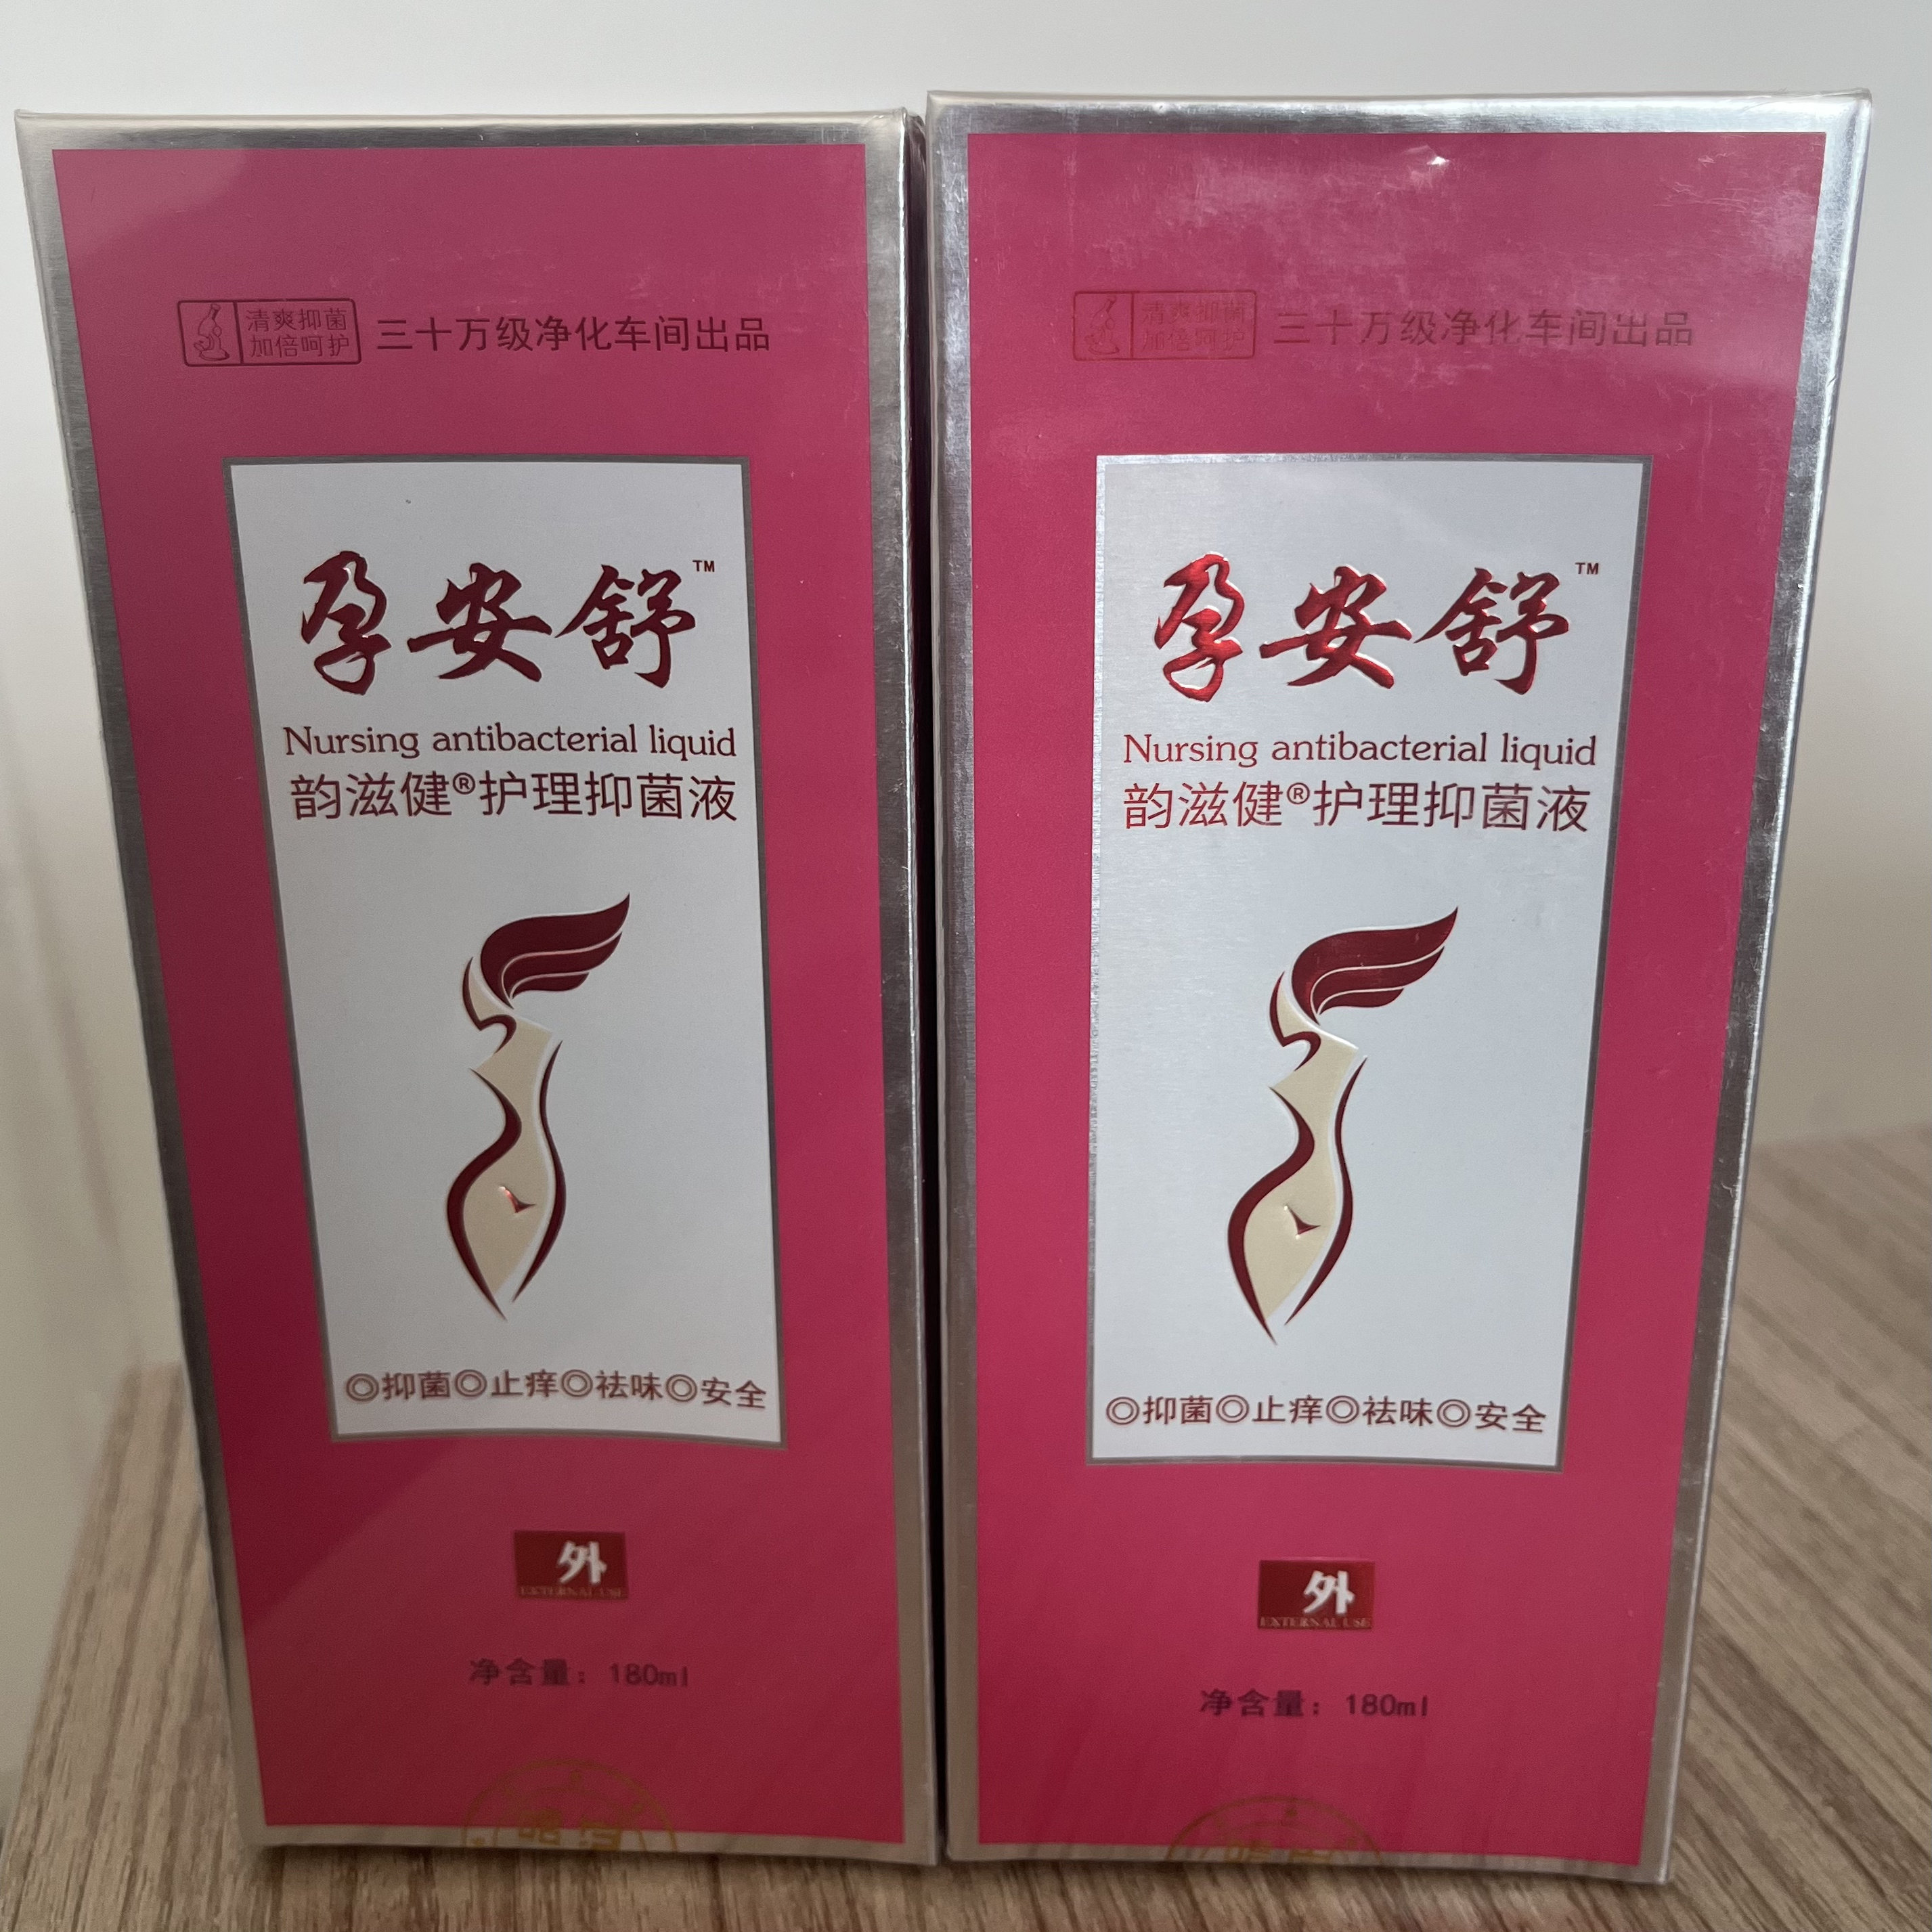 清爽抑菌
加倍呵护
三十万级净化车间出品
孕安舒™
Nursing antibacterial liquid
韵滋健®护理抑菌液
◎抑菌◎止痒◎祛味◎安全
外
EXTERNAL USE
净含量：180ml
清爽抑菌
加倍呵护
三十万级净化车间出品
孕安舒™
Nursing antibacterial liquid
韵滋健®护理抑菌液
◎抑菌◎止痒◎祛味◎安全
外
EXTERNAL USE
净含量：180ml